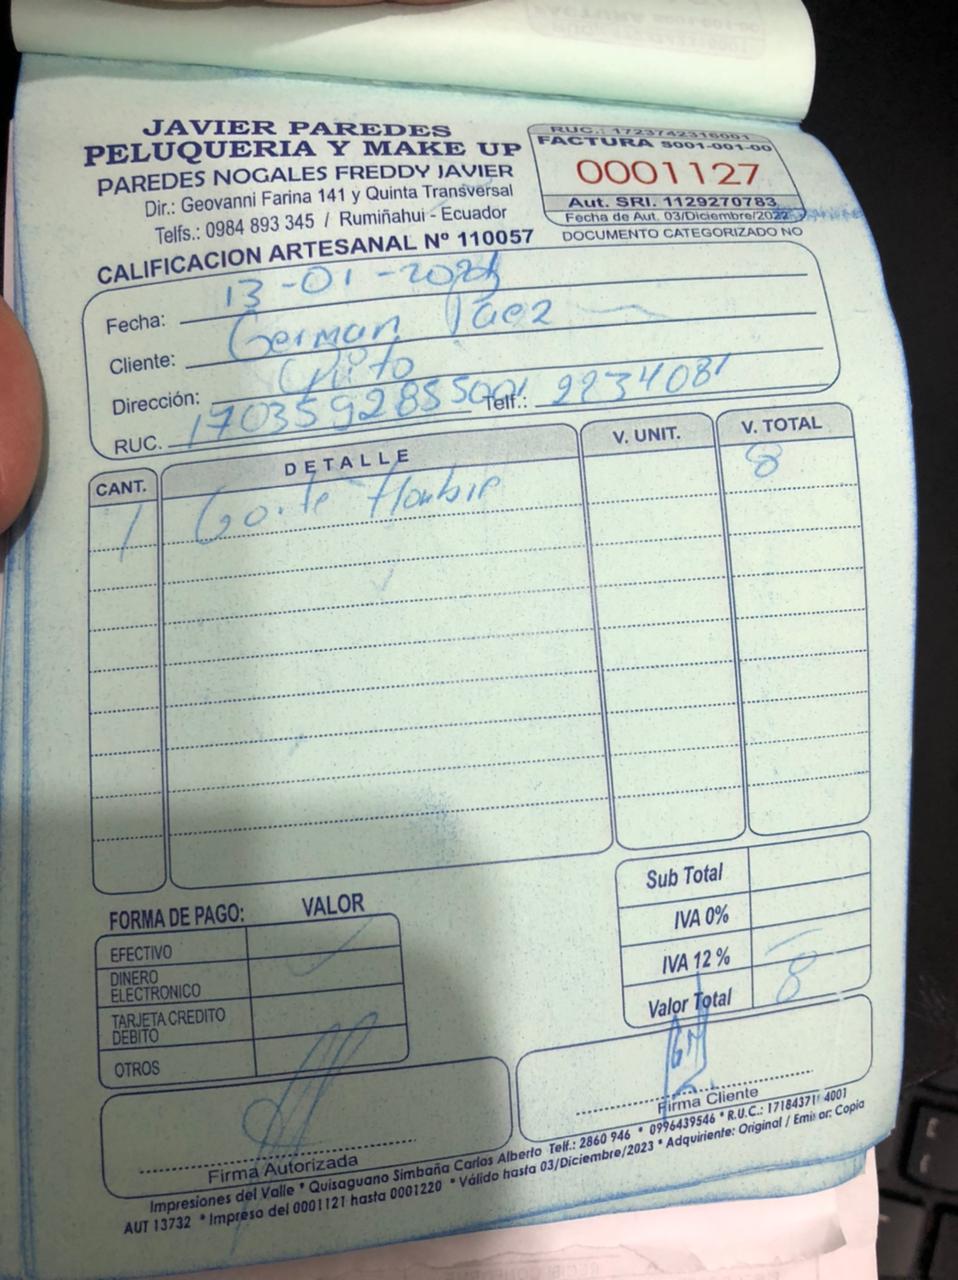 JAVIER PAREDES
PELUQUERIA Y MAKE UP
PAREDES NOGALES FREDDY JAVIER
Dir.: Geovanni Farina 141 y Quinta Transversal
Telfs.: 0984 893 345 / Rumiñahui - Ecuador
CALIFICACION ARTESANAL Nº 110057
RUC.: 1723742316001
FACTURA S001-001-00
0001127
Aut. SRI. 1129270783
Fecha de Aut. 03/Diciembre/2022
DOCUMENTO CATEGORIZADO NO
Fecha: 13-01-
Cliente: German Paez
Dirección: Quito
RUC. 1703592855001 Telf.: 2234081
CANT. DETALLE V. UNIT. V. TOTAL
1 Corte Hombre 8
FORMA DE PAGO: VALOR
EFECTIVO
DINERO ELECTRONICO
TARJETA CREDITO DEBITO
OTROS
Sub Total
IVA 0%
IVA 12 %
Valor Total 8
Firma Autorizada
Firma Cliente
Impresiones del Valle * Quisaguano Simbaña Carlos Alberto Telf.: 2860 946 * 0996439546 * R.U.C.: 17184371 4001
AUT 13732 * Impreso del 0001121 hasta 0001220 * Válido hasta 03/Diciembre/2023 * Adquiriente: Original / Emisor: Copia